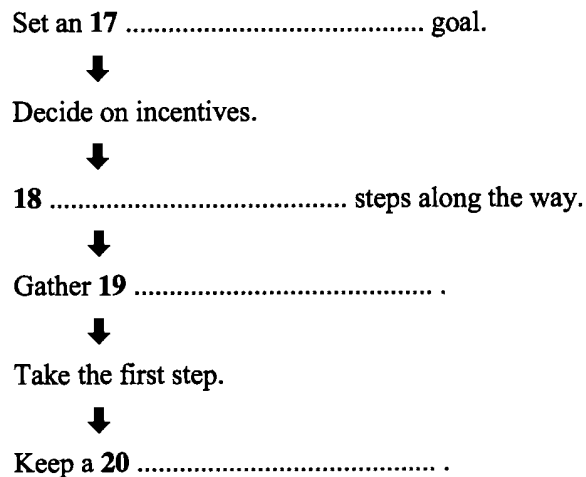 Set an 17 .......................................... goal.
Decide on incentives.
18 .......................................... steps along the way.
Gather 19 .......................................... .
Take the first step.
Keep a 20 .......................................... .